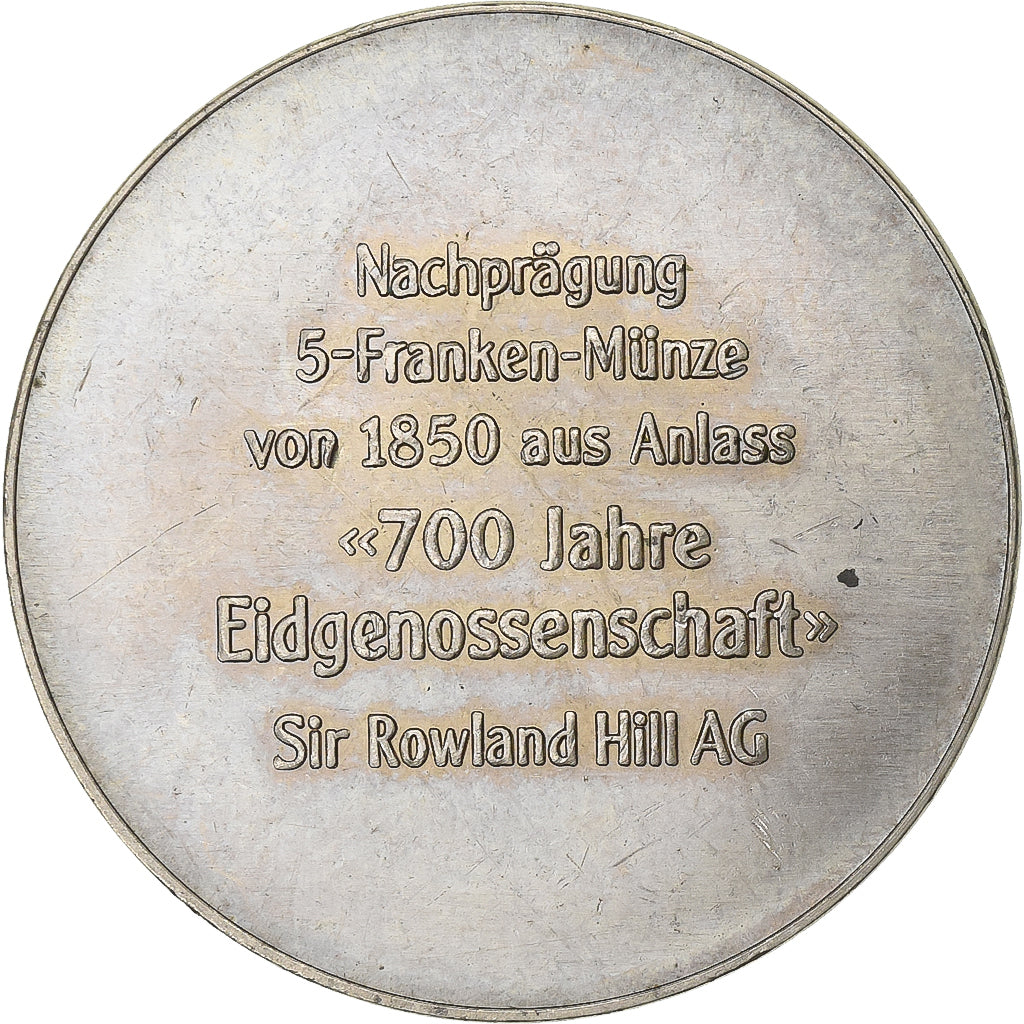 Nachprägung
5-Franken-Münze
von 1850 aus Anlass
«700 Jahre
Eidgenossenschaft»
Sir Rowland Hill AG